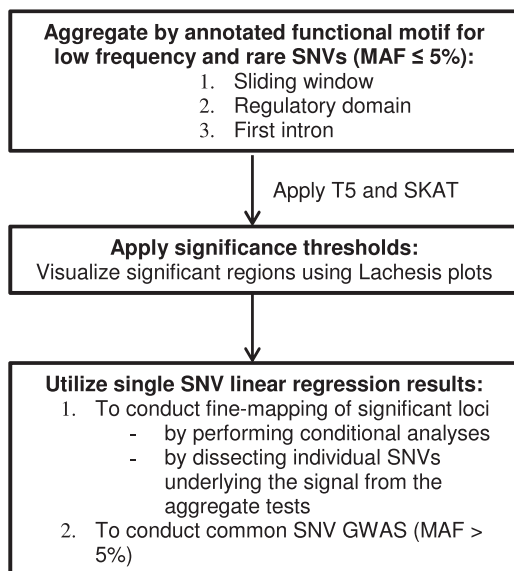 Aggregate by annotated functional motif for
low frequency and rare SNVs (MAF ≤ 5%):
1. Sliding window
2. Regulatory domain
3. First intron
Apply T5 and SKAT
Apply significance thresholds:
Visualize significant regions using Lachesis plots
Utilize single SNV linear regression results:
1. To conduct fine-mapping of significant loci
- by performing conditional analyses
- by dissecting individual SNVs
underlying the signal from the
aggregate tests
2. To conduct common SNV GWAS (MAF >
5%)